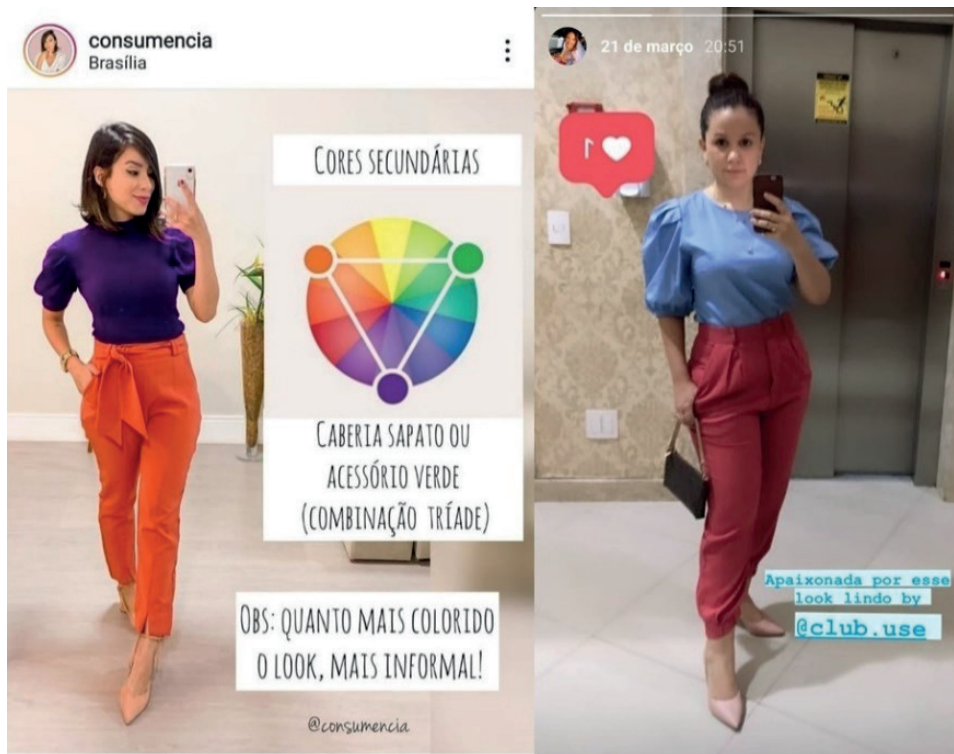 consumencia
Brasília
CORES SECUNDÁRIAS
CABERIA SAPATO OU
ACESSÓRIO VERDE
(COMBINAÇÃO TRÍADE)
OBS: QUANTO MAIS COLORIDO
O LOOK, MAIS INFORMAL!
@consumencia
21 de março 20:51
1
Apaixonada por esse
look lindo by
@club.use